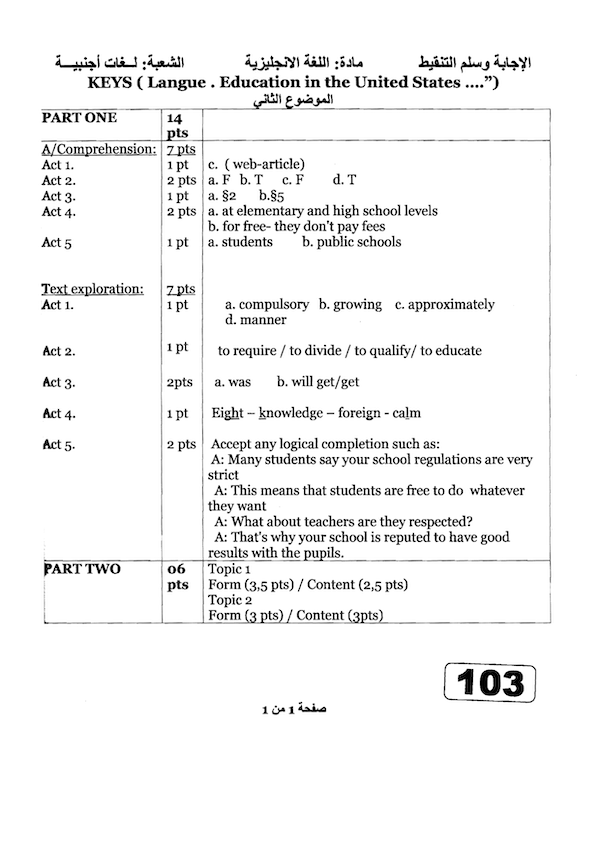 الإجابة وسلم التنقيط مادة: اللغة الانجليزية الشعبة: لــغات أجنبيــــة
KEYS ( Langue . Education in the United States ....”)
الموضوع الثاني
PART ONE 14 pts
A/Comprehension: 7 pts
Act 1. 1 pt c. ( web-article)
Act 2. 2 pts a. F b. T c. F d. T
Act 3. 1 pt a. §2 b.§5
Act 4. 2 pts a. at elementary and high school levels
b. for free- they don't pay fees
Act 5 1 pt a. students b. public schools
Text exploration: 7 pts
Act 1. 1 pt a. compulsory b. growing c. approximately
d. manner
Act 2. 1 pt to require / to divide / to qualify/ to educate
Act 3. 2pts a. was b. will get/get
Act 4. 1 pt Eight – knowledge – foreign - calm
Act 5. 2 pts Accept any logical completion such as:
A: Many students say your school regulations are very
strict
A: This means that students are free to do whatever
they want
A: What about teachers are they respected?
A: That's why your school is reputed to have good
results with the pupils.
PART TWO 06 pts Topic 1
Form (3,5 pts) / Content (2,5 pts)
Topic 2
Form (3 pts) / Content (3pts)
103
صفحة 1 من 1